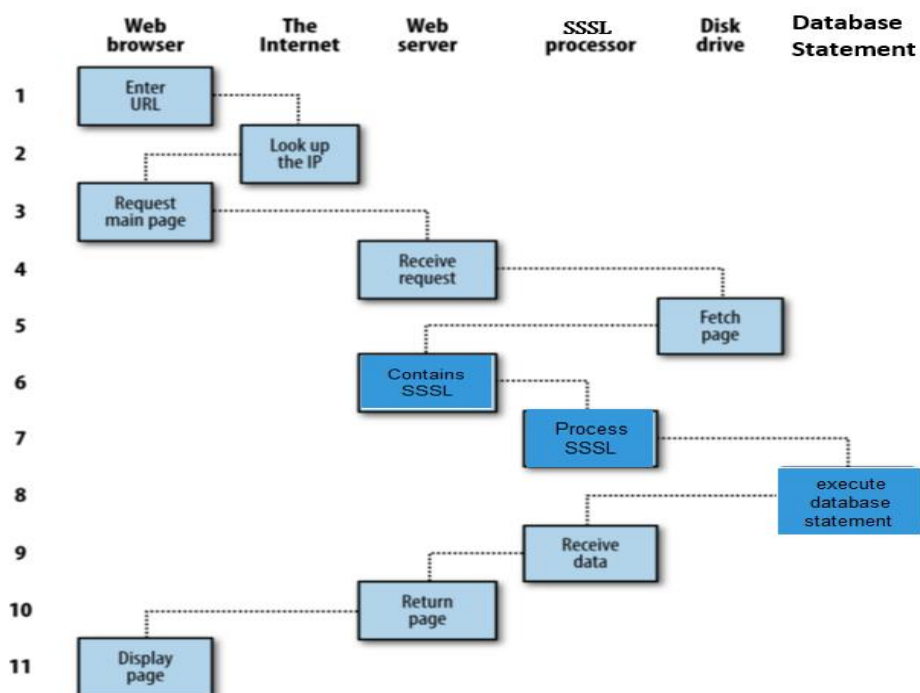 Web
browser
The
Internet
Web
server
SSSL
processor
Disk
drive
Database
Statement
1
Enter
URL
2
Look up
the IP
3
Request
main page
4
Receive
request
5
Fetch
page
6
Contains
SSSL
7
Process
SSSL
8
execute
database
statement
9
Receive
data
10
Return
page
11
Display
page